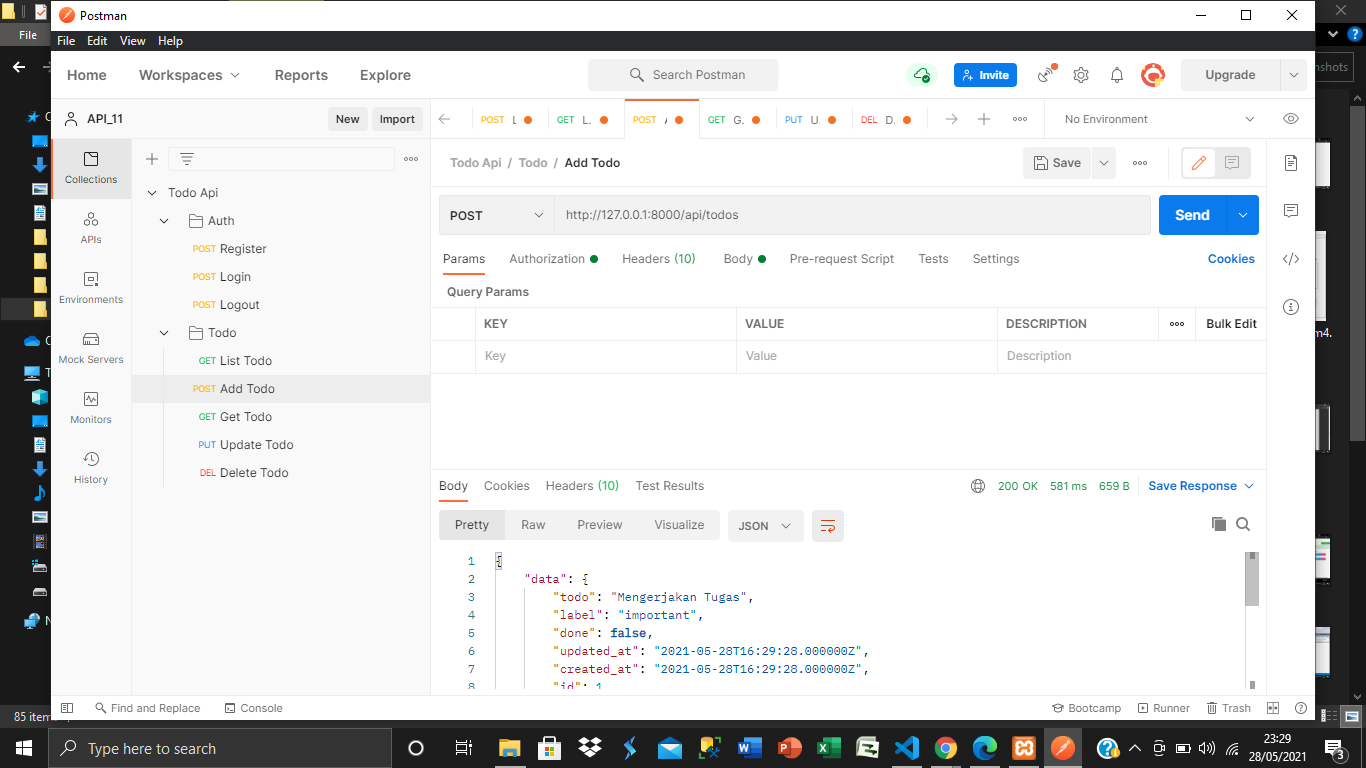 File
Postman
File Edit View Help
Home Workspaces Reports Explore Search Postman Invite Upgrade
API_11 New Import
POST GET L. POST GET G. PUT U DEL D. No Environment
Collections
APIs
Environments
Mock Servers
Monitors
History
Todo Api
Auth
POST Register
POST Login
POST Logout
Todo
GET List Todo
POST Add Todo
GET Get Todo
PUT Update Todo
DEL Delete Todo
Todo Api / Todo / Add Todo Save
POST http://127.0.0.1:8000/api/todos Send
Params Authorization Headers (10) Body Pre-request Script Tests Settings Cookies
Query Params
KEY VALUE DESCRIPTION Bulk Edit
Key Value Description
Body Cookies Headers (10) Test Results 200 OK 581 ms 659 B Save Response
Pretty Raw Preview Visualize JSON
1 {
2 "data": {
3 "todo": "Mengerjakan Tugas",
4 "label": "important",
5 "done": false,
6 "updated_at": "2021-05-28T16:29:28.000000Z",
7 "created_at": "2021-05-28T16:29:28.000000Z",
8 "id": 1
Find and Replace Console Bootcamp Runner Trash
Type here to search
23:29
28/05/2021
3